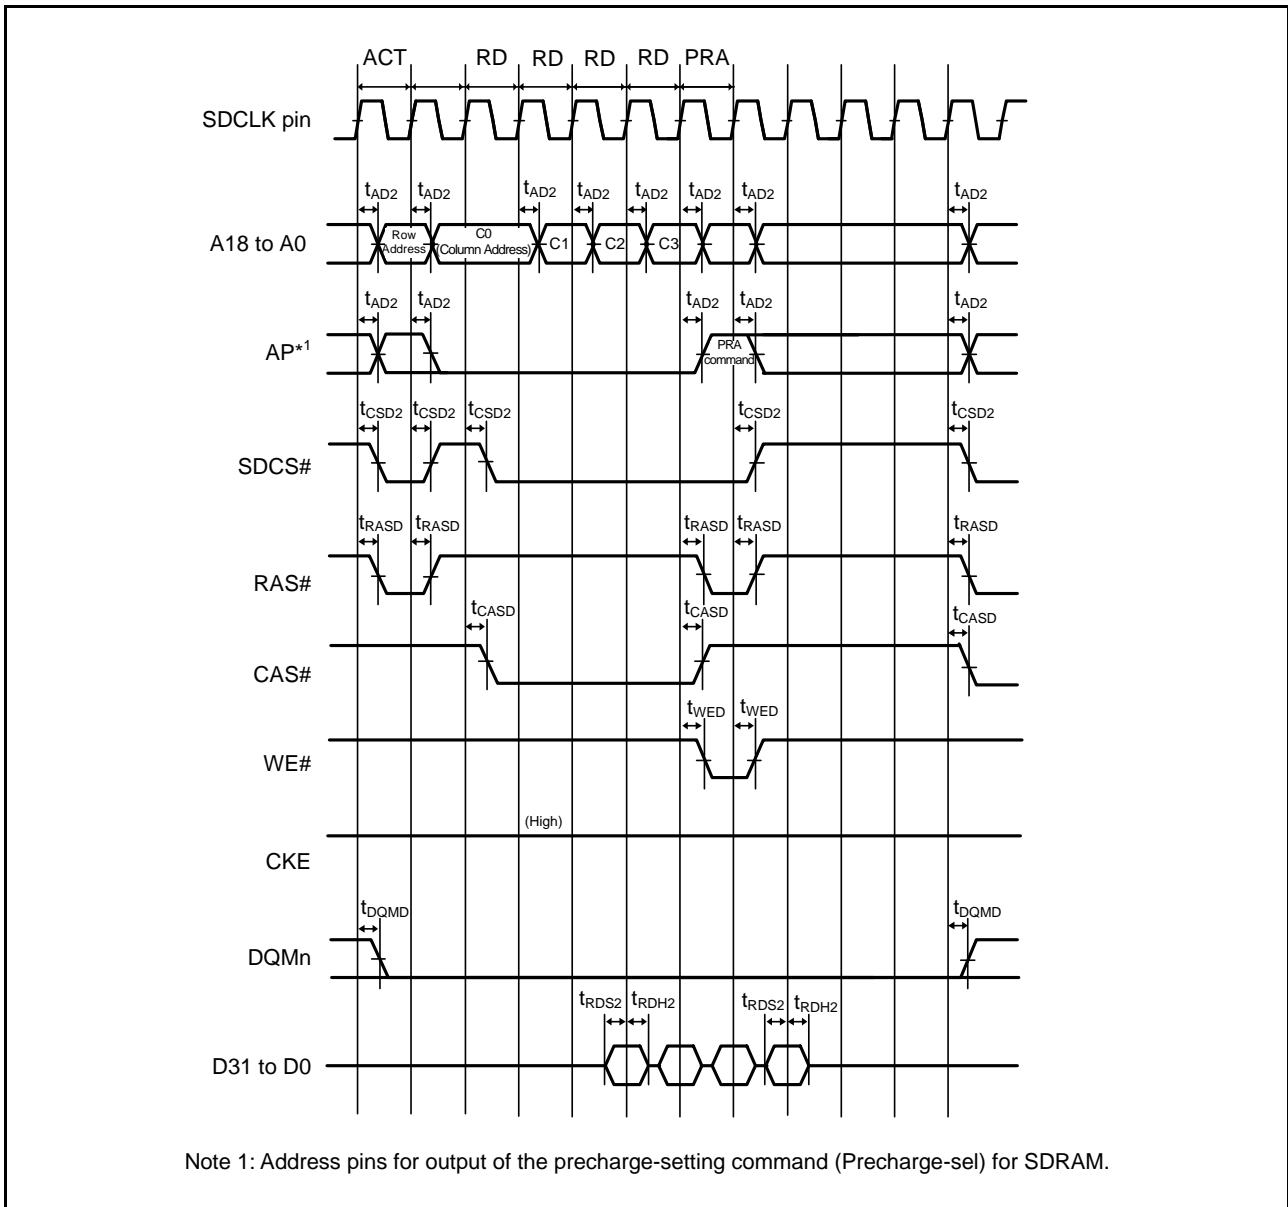 ACT RD RD RD RD PRA
SDCLK pin
tAD2 tAD2 tAD2 tAD2 tAD2 tAD2 tAD2 tAD2
A18 to A0
Row
Address
C0
(Column Address)
C1 C2 C3
tAD2 tAD2 tAD2 tAD2 tAD2
AP*1
PRA
command
tCSD2 tCSD2 tCSD2 tCSD2 tCSD2
SDCS#
tRASD tRASD tRASD tRASD tRASD
RAS#
tCASD tCASD tCASD
CAS#
tWED tWED
WE#
(High)
CKE
tDQMD tDQMD
DQMn
tRDS2 tRDH2 tRDS2 tRDH2
D31 to D0
Note 1: Address pins for output of the precharge-setting command (Precharge-sel) for SDRAM.